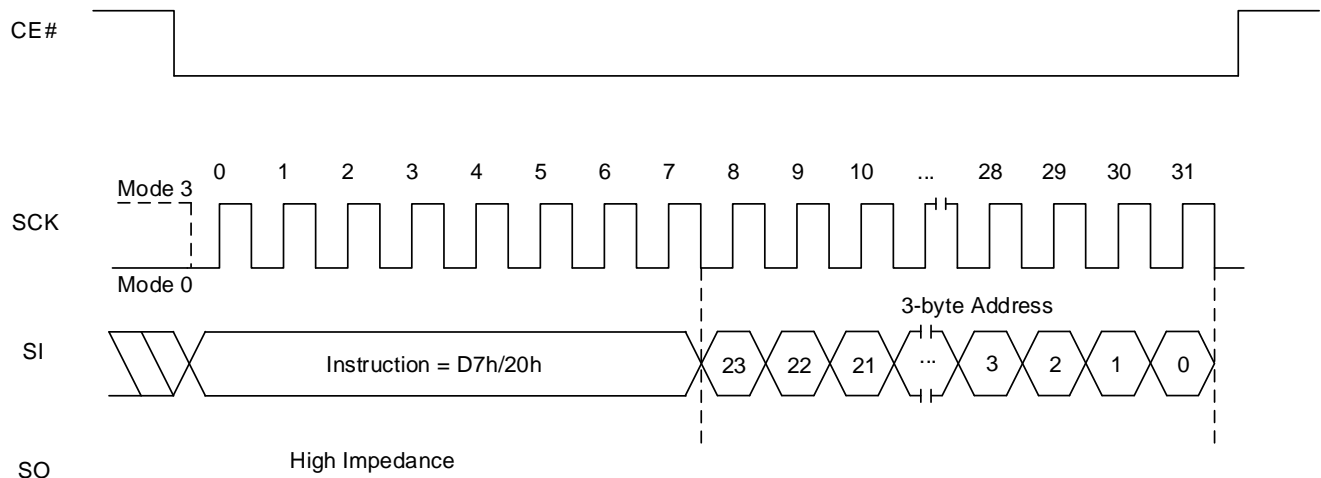 CE#
0 1 2 3 4 5 6 7 8 9 10 ... 28 29 30 31
Mode 3
SCK
Mode 0
3-byte Address
SI
Instruction = D7h/20h 23 22 21 ... 3 2 1 0
High Impedance
SO